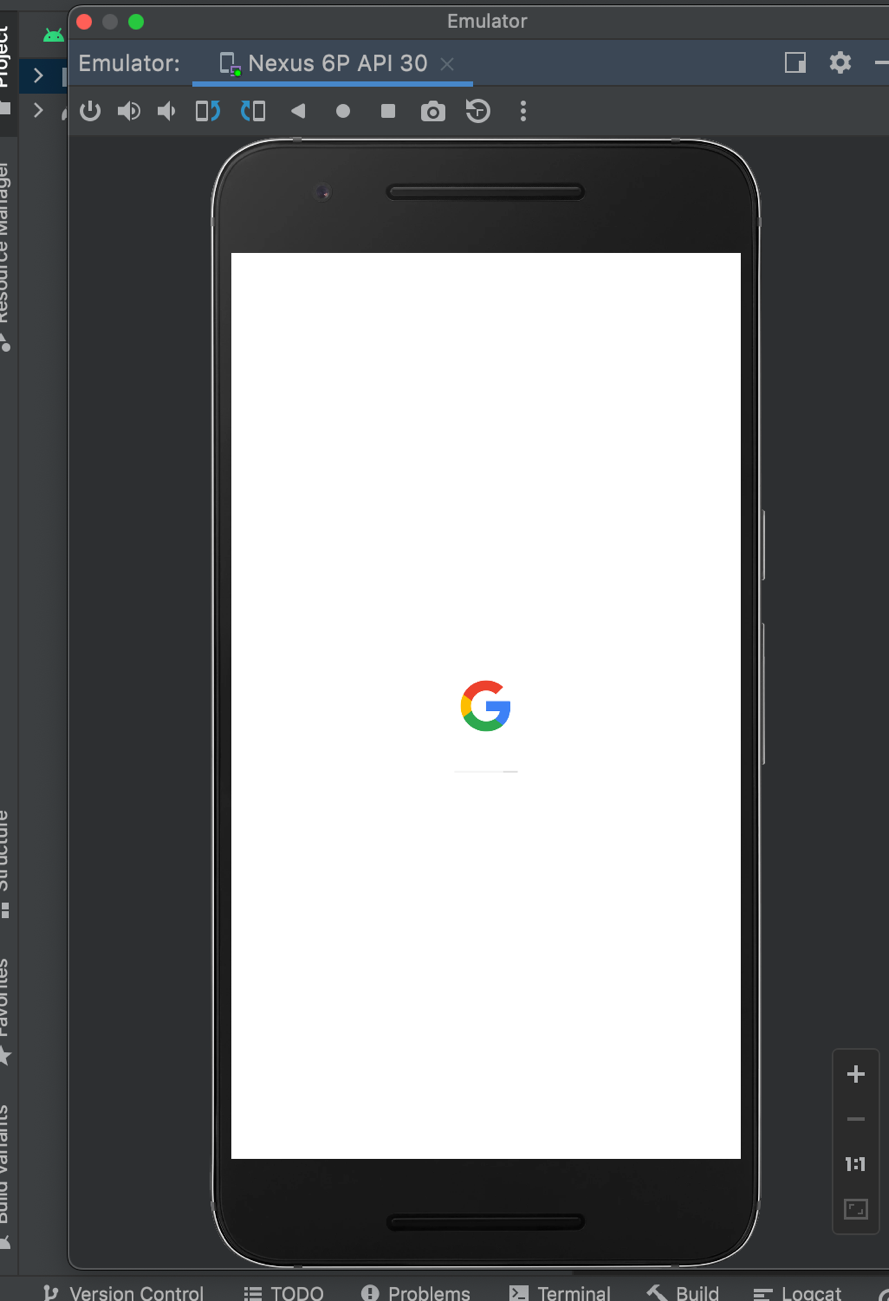 Emulator
Emulator: Nexus 6P API 30
Project
Resource Manager
G
1:1
Structure
Favorites
Build Variants
Version Control TODO Problems Terminal Build Logcat